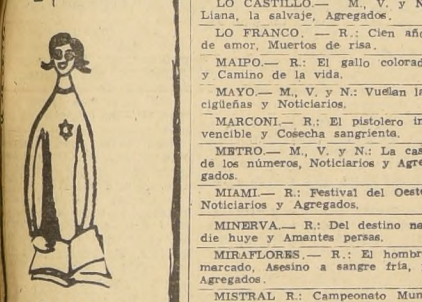 LO CASTILLO.— M., V. y N
Liana, la salvaje, Agregados.
LO FRANCO. — R.: Cien año
de amor, Muertos de risa.
MAIPO.— R.: El gallo colorad
y Camino de la vida.
MAYO.— M., V. y N.: Vuelan la
cigüeñas y Noticiarios.
MARCONI.— R.: El pistolero in
vencible y Cosecha sangrienta.
METRO.— M., V. y N.: La cas
de los números, Noticiarios y Agre
gados.
MIAMI.— R.: Festival del Oeste
Noticiarios y Agregados.
MINERVA.— R.: Del destino na
die huye y Amantes persas.
MIRAFLORES.— R.: El hombr
marcado, Asesino a sangre fría,
Agregados.
MISTRAL R.: Campeonato Mun